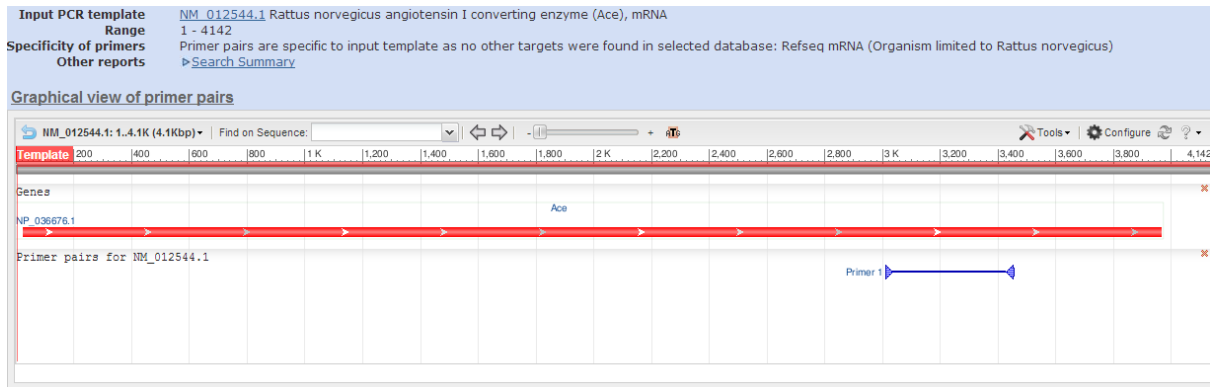 Input PCR template NM_012544.1 Rattus norvegicus angiotensin I converting enzyme (Ace), mRNA
Range 1 - 4142
Specificity of primers Primer pairs are specific to input template as no other targets were found in selected database: Refseq mRNA (Organism limited to Rattus norvegicus)
Other reports Search Summary
Graphical view of primer pairs
NM_012544.1: 1..4.1K (4.1Kbp) Find on Sequence: - + ATG Tools Configure ?
Template 200 400 600 800 1 K 1,200 1,400 1,600 1,800 2 K 2,200 2,400 2,600 2,800 3 K 3,200 3,400 3,600 3,800 4,142
Genes
Ace
NP_036676.1
Primer pairs for NM_012544.1
Primer 1